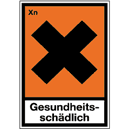 Xn
Gesundheits-
schädlich